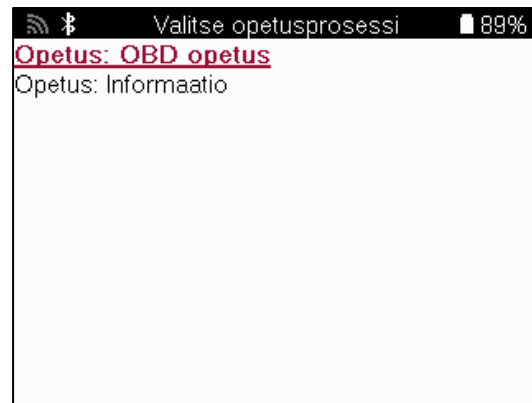 Valitse opetusprosessi 89%
Opetus: OBD opetus
Opetus: Informaatio